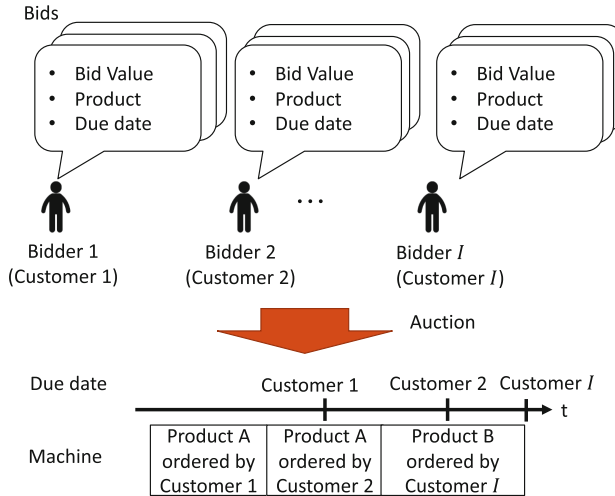 Bids
• Bid Value
• Product
• Due date
• Bid Value
• Product
• Due date
• Bid Value
• Product
• Due date
...
Bidder 1
(Customer 1)
Bidder 2
(Customer 2)
Bidder I
(Customer I)
Auction
Due date
Customer 1
Customer 2
Customer I
t
Machine
Product A
ordered by
Customer 1
Product A
ordered by
Customer 2
Product B
ordered by
Customer I